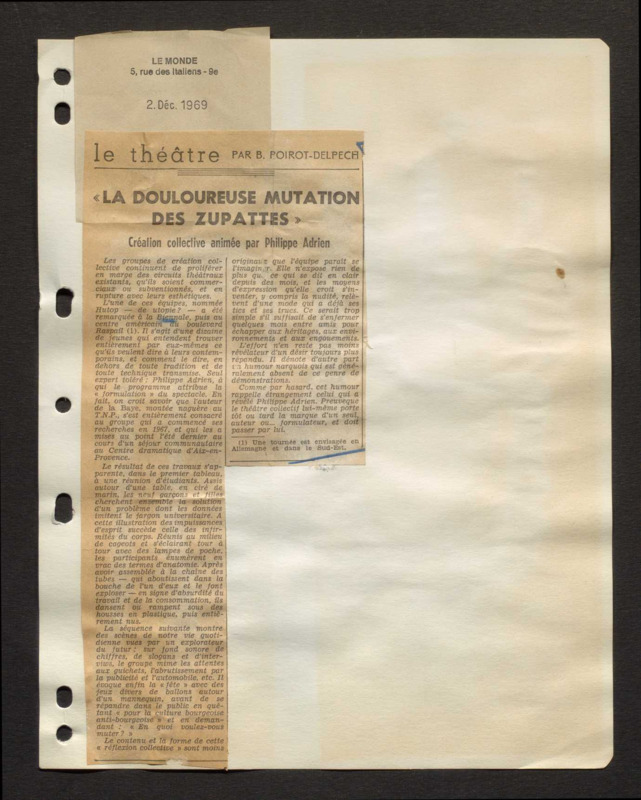 LE MONDE
5, rue des Italiens - 9e
2. Déc. 1969
le théâtre PAR B. POIROT-DELPECH
« LA DOULOUREUSE MUTATION
DES ZUPATTES »
Création collective animée par Philippe Adrien
Les groupes de création col-
lective continuent de proliférer
en marge des circuits théâtraux
existants, qu'ils soient commer-
ciaux ou subventionnés, et en
rupture avec leurs esthétiques.
L'une de ces équipes, nommée
Hutop — de utopie ? — a été
remarquée à la Biennale, puis au
centre américain du boulevard
Raspail (1). Il s'agit d'une dizaine
de jeunes qui entendent trouver
entièrement par eux-mêmes ce
qu'ils veulent dire à leurs contem-
porains, et comment le dire, en
dehors de toute tradition et de
toute technique transmise. Seul
expert toléré : Philippe Adrien, à
qui le programme attribue la
« formulation » du spectacle. En
fait, on croit savoir que l'auteur
de la Baye, montée naguère au
T.N.P., s'est entièrement consacré
au groupe qui a commencé ses
recherches en 1967, et qui les a
mises au point l'été dernier au
cours d'un séjour communautaire
au Centre dramatique d'Aix-en-
Provence.
Le résultat de ces travaux s'ap-
parente, dans le premier tableau,
à une réunion d'étudiants. Assis
autour d'une table, en ciré de
marin, les neuf garçons et filles
cherchent ensemble la solution
d'un problème dont les données
imitent le jargon universitaire. A
cette illustration des impuissances
d'esprit succède celle des infir-
mités du corps. Réunis au milieu
de cageots et s'éclairant tour à
tour avec des lampes de poche,
les participants énumèrent en
vrac des termes d'anatomie. Après
avoir assemblé à la chaîne des
tubes — qui aboutissent dans la
bouche de l'un d'eux et le font
exploser — en signe d'absurdité du
travail et de la consommation, ils
dansent ou rampent sous des
housses en plastique, puis entiè-
rement nus.
La séquence suivante montre
des scènes de notre vie quoti-
dienne vues par un explorateur
du futur : sur fond sonore de
chiffres, de slogans et d'inter-
views, le groupe mime les attentes
aux guichets, l'abrutissement par
la publicité et l'automobile, etc. Il
évoque enfin la « fête » avec des
jeux divers de ballons autour
d'un mannequin, avant de se
répandre dans le public en quê-
tant « pour la culture bourgeoise
anti-bourgeoise » et en deman-
dant : « En quoi voulez-vous
muter ? »
Le contenu et la forme de cette
« réflexion collective » sont moins
originaux que l'équipe paraît se
l'imaginer. Elle n'expose rien de
plus que ce qui se dit en clair
depuis des mois, et les moyens
d'expression qu'elle croit s'in-
venter, y compris la nudité, relè-
vent d'une mode qui a déjà ses
tics et ses trucs. Ce serait trop
simple s'il suffisait de s'enfermer
quelques mois entre amis pour
échapper aux héritages, aux envi-
ronnements et aux engouements.
L'effort n'en reste pas moins
révélateur d'un désir toujours plus
répandu. Il dénote d'autre part
un humour narquois qui est géné-
ralement absent de ce genre de
démonstrations.
Comme par hasard, cet humour
rappelle étrangement celui qui a
révélé Philippe Adrien. Preuve que
le théâtre collectif lui-même porte
tôt ou tard la marque d'un seul,
auteur ou... formulateur, et doit
passer par lui.
(1) Une tournée est envisagée en
Allemagne et dans le Sud-Est.